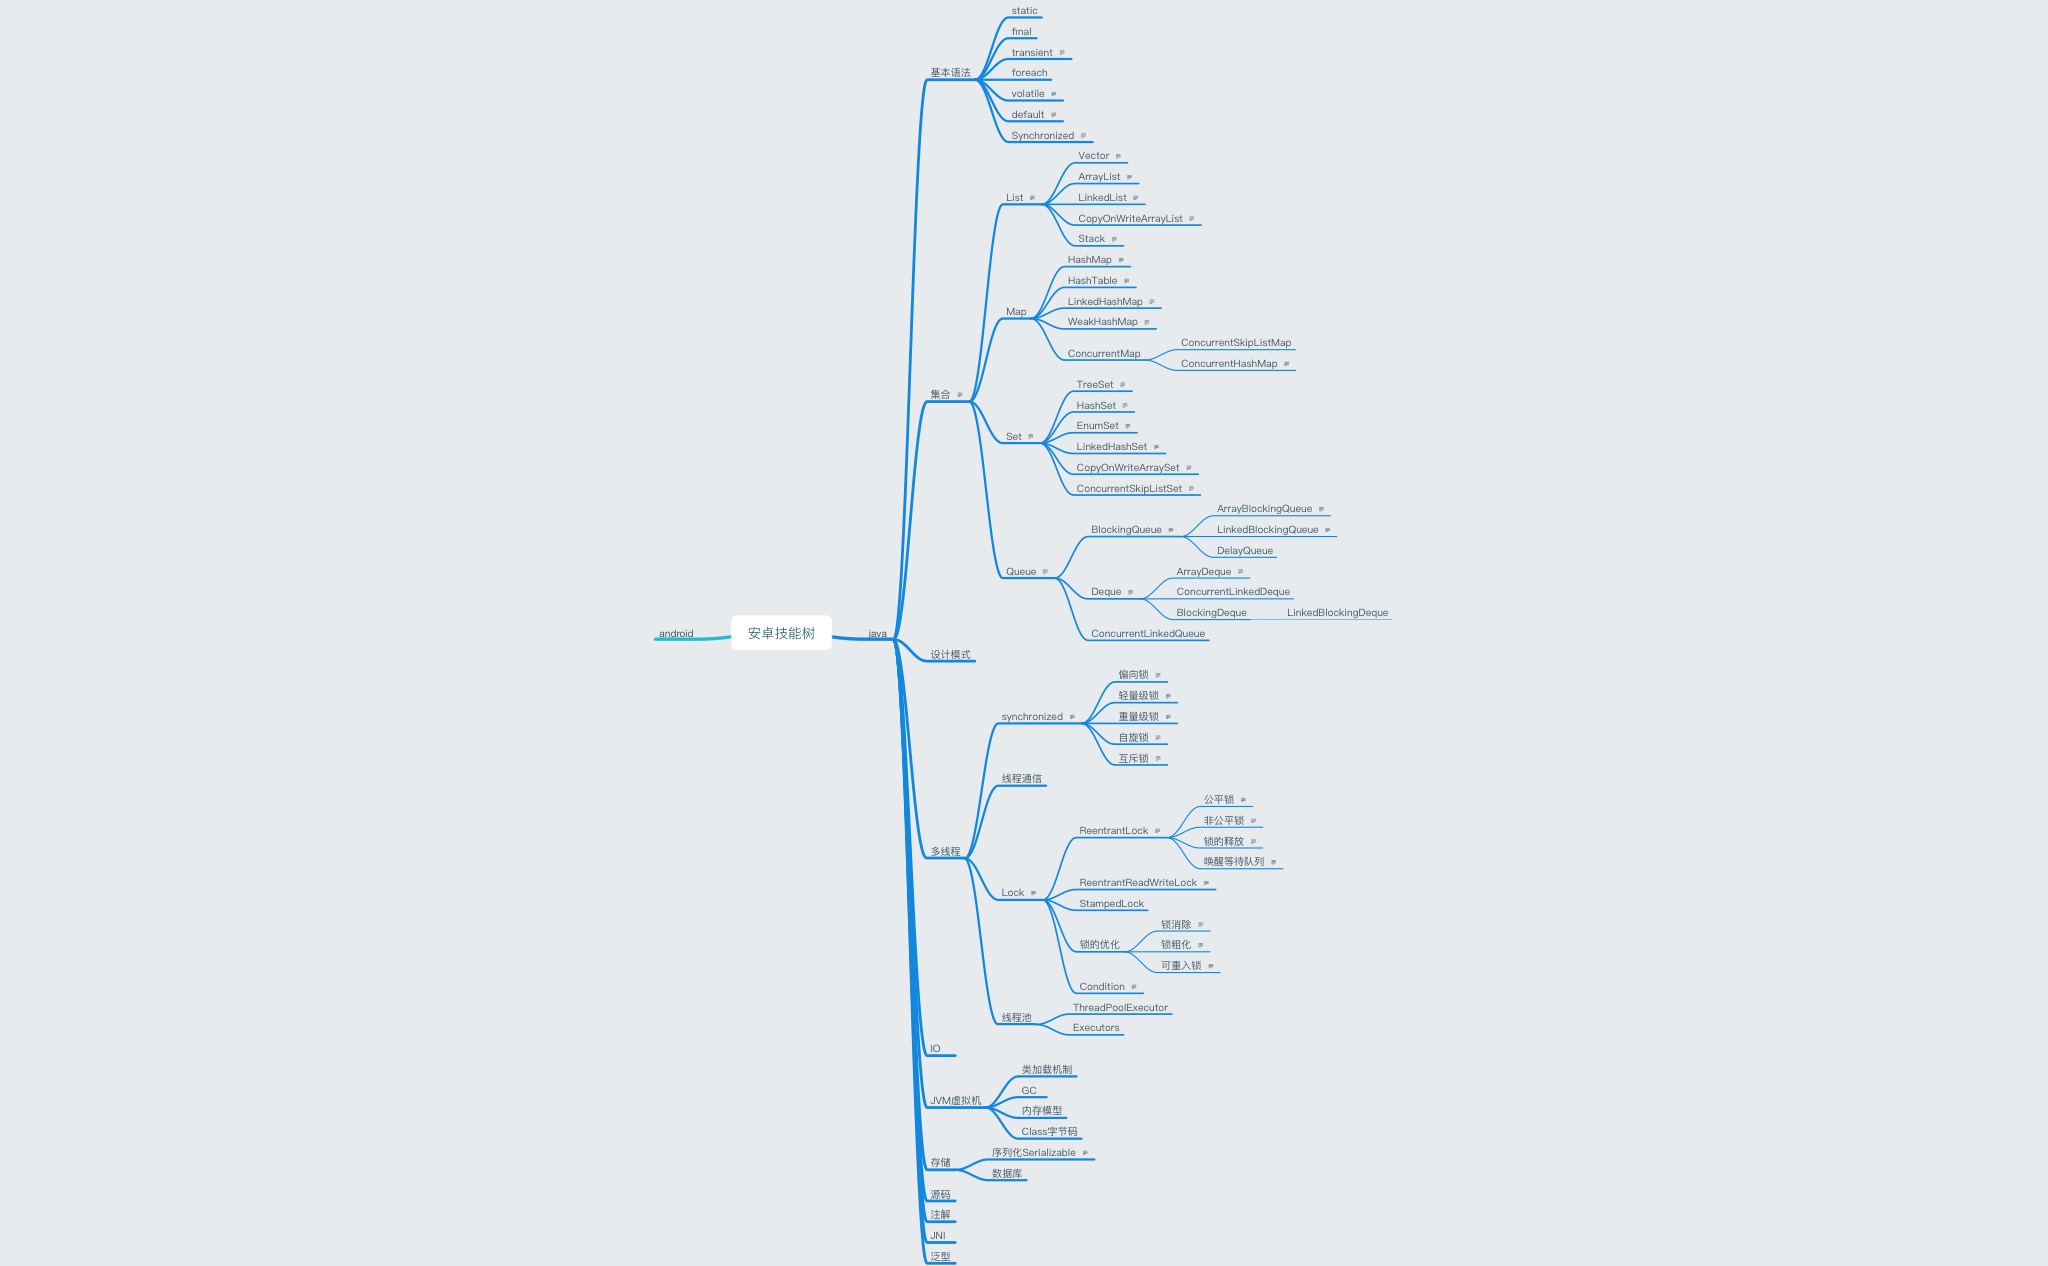 安卓技能树
android
java
基本语法
static
final
transient
foreach
volatile
default
Synchronized
集合
List
Vector
ArrayList
LinkedList
CopyOnWriteArrayList
Stack
Map
HashMap
HashTable
LinkedHashMap
WeakHashMap
ConcurrentMap
ConcurrentSkipListMap
ConcurrentHashMap
Set
TreeSet
HashSet
EnumSet
LinkedHashSet
CopyOnWriteArraySet
ConcurrentSkipListSet
Queue
BlockingQueue
ArrayBlockingQueue
LinkedBlockingQueue
DelayQueue
Deque
ArrayDeque
ConcurrentLinkedDeque
BlockingDeque
LinkedBlockingDeque
ConcurrentLinkedQueue
设计模式
多线程
synchronized
偏向锁
轻量级锁
重量级锁
自旋锁
互斥锁
线程通信
Lock
ReentrantLock
公平锁
非公平锁
锁的释放
唤醒等待队列
ReentrantReadWriteLock
StampedLock
锁的优化
锁消除
锁粗化
可重入锁
Condition
线程池
ThreadPoolExecutor
Executors
IO
JVM虚拟机
类加载机制
GC
内存模型
Class字节码
存储
序列化Serializable
数据库
源码
注解
JNI
泛型